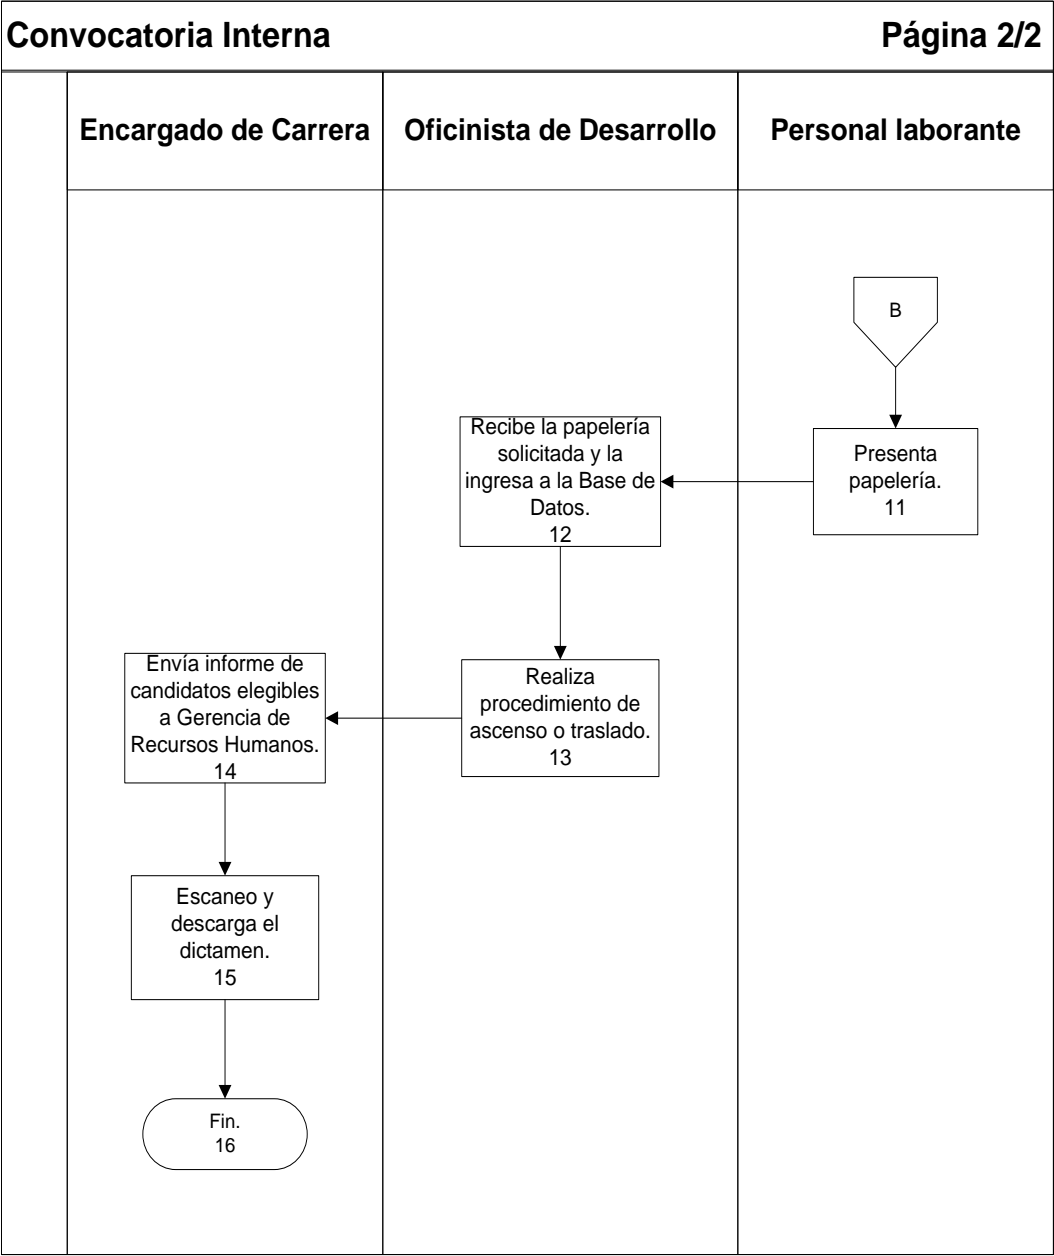 Convocatoria Interna
Página 2/2
Encargado de Carrera
Oficinista de Desarrollo
Personal laborante
B
Presenta
papelería.
11
Recibe la papelería
solicitada y la
ingresa a la Base de
Datos.
12
Realiza
procedimiento de
ascenso o traslado.
13
Envía informe de
candidatos elegibles
a Gerencia de
Recursos Humanos.
14
Escaneo y
descarga el
dictamen.
15
Fin.
16